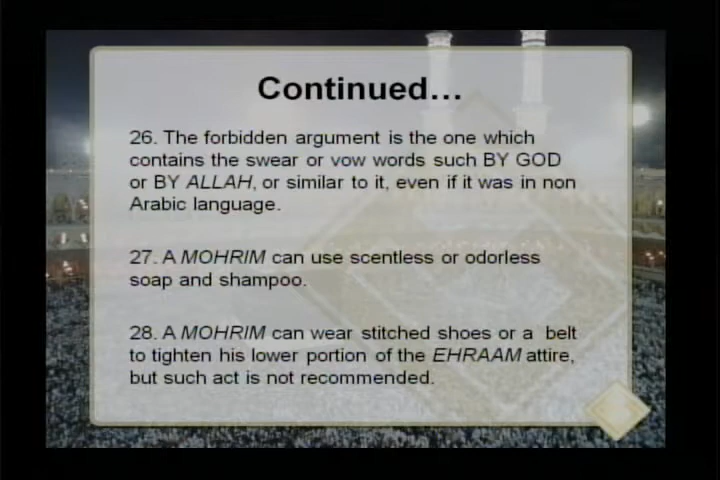 Continued...
26. The forbidden argument is the one which
contains the swear or vow words such BY GOD
or BY ALLAH, or similar to it, even if it was in non
Arabic language.
27. A MOHRIM can use scentless or odorless
soap and shampoo.
28. A MOHRIM can wear stitched shoes or a belt
to tighten his lower portion of the EHRAAM attire,
but such act is not recommended.